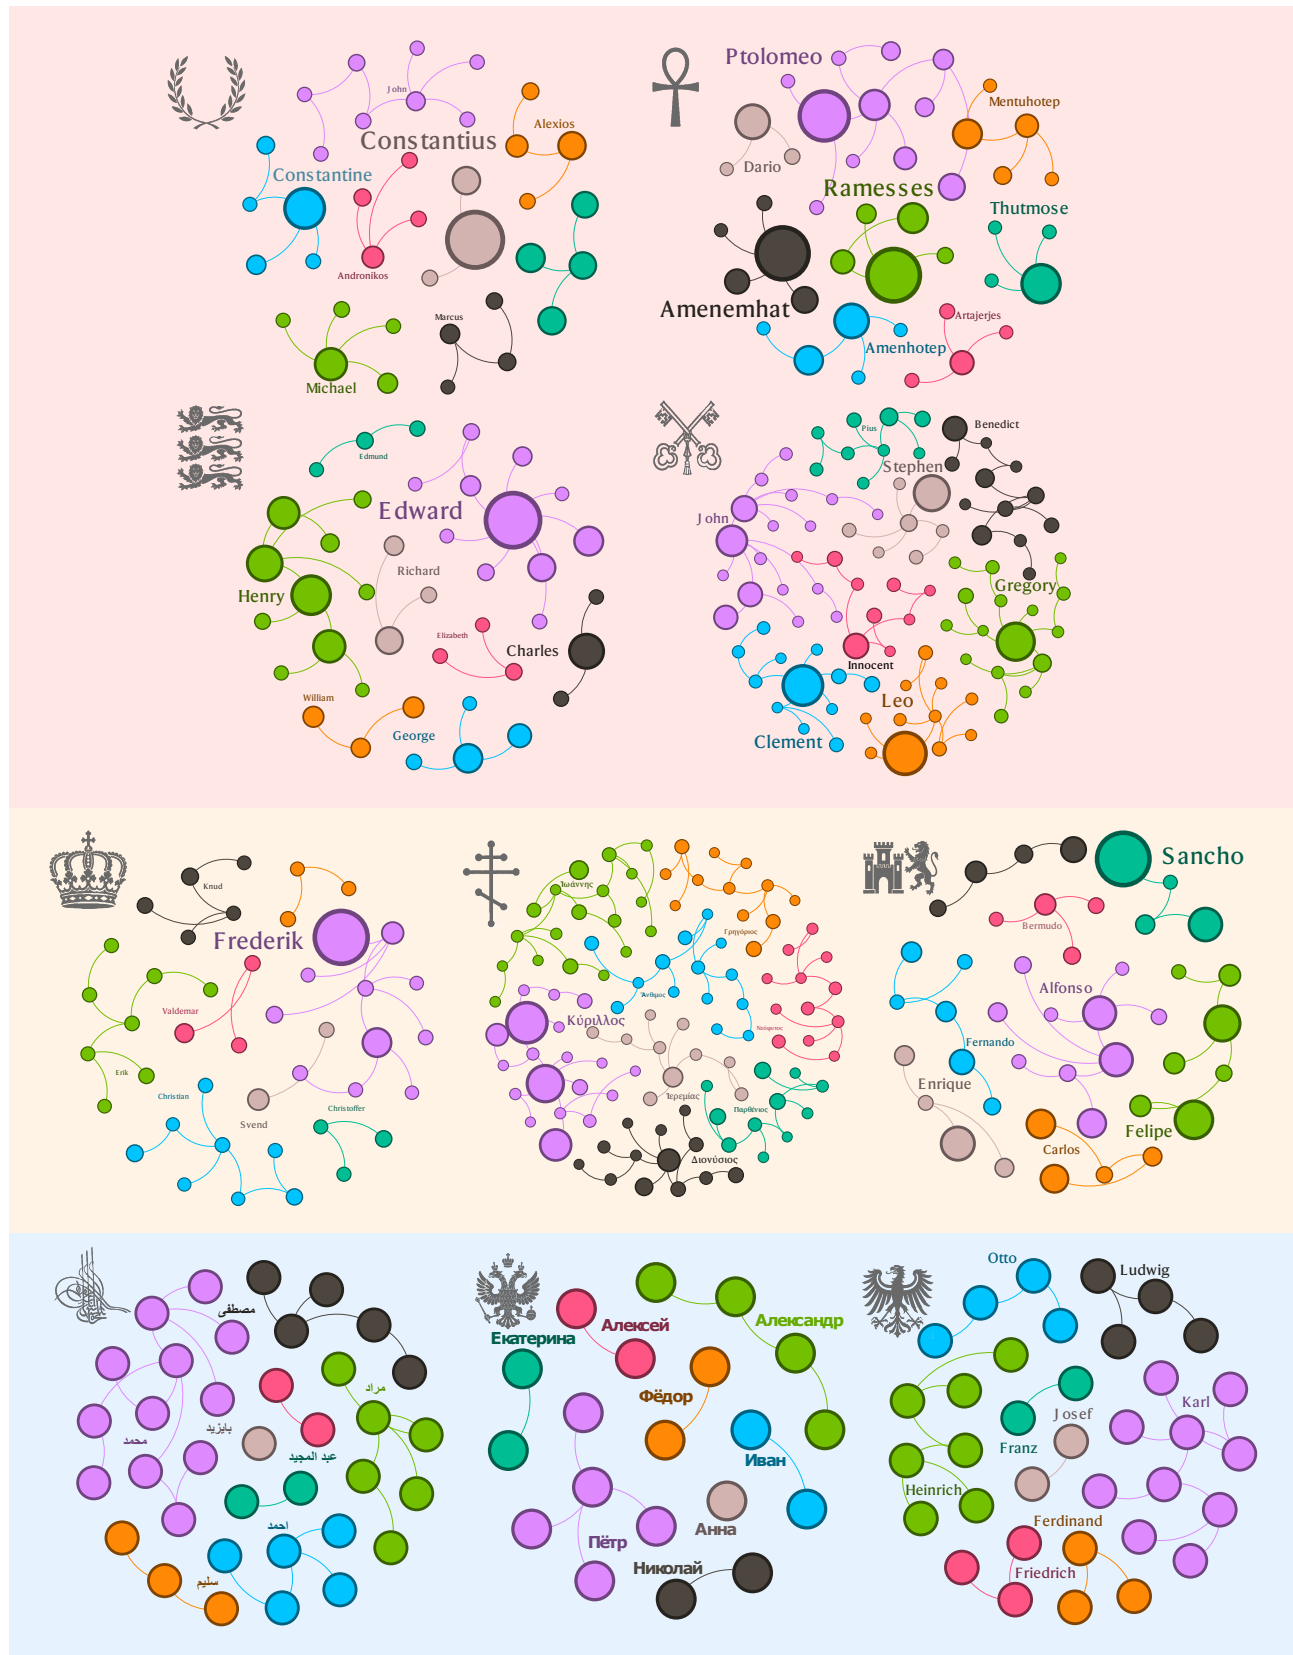 John
Constantius
Alexios
Constantine
Andronikos
Marcus
Michael
Ptolomeo
Mentuhotep
Dario
Ramesses
Thutmose
Amenemhat
Artajerjes
Amenhotep
Edmund
Edward
Richard
Henry
Elizabeth
Charles
William
George
Pius
Benedict
Stephen
John
Gregory
Innocent
Leo
Clement
Knud
Frederik
Valdemar
Erik
Christian
Svend
Christoffer
Ἰωάννης
Γρηγόριος
Ἄνθιμος
Κύριλλος
Νεόφυτος
Ἱερεμίας
Παρθένιος
Διονύσιος
Sancho
Bermudo
Alfonso
Fernando
Enrique
Felipe
Carlos
مصطفى
مراد
بايزيد
محمد
عبد المجيد
احمد
سليم
Алексей
Александр
Екатерина
Фёдор
Иван
Анна
Пётр
Николай
Otto
Ludwig
Karl
Josef
Franz
Heinrich
Ferdinand
Friedrich